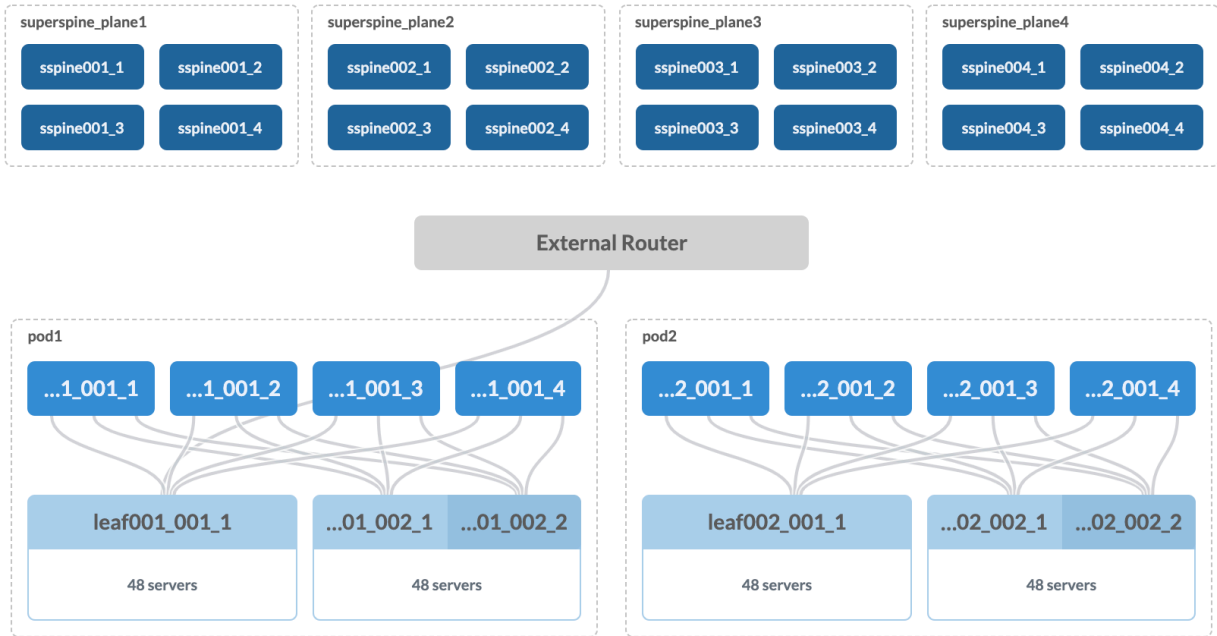 superspine_plane1
superspine_plane2
superspine_plane3
superspine_plane4
sspine001_1
sspine001_2
sspine002_1
sspine002_2
sspine003_1
sspine003_2
sspine004_1
sspine004_2
sspine001_3
sspine001_4
sspine002_3
sspine002_4
sspine003_3
sspine003_4
sspine004_3
sspine004_4
External Router
pod1
pod2
...1_001_1
...1_001_2
...1_001_3
...1_001_4
...2_001_1
...2_001_2
...2_001_3
...2_001_4
leaf001_001_1
...01_002_1
...01_002_2
leaf002_001_1
...02_002_1
...02_002_2
48 servers
48 servers
48 servers
48 servers